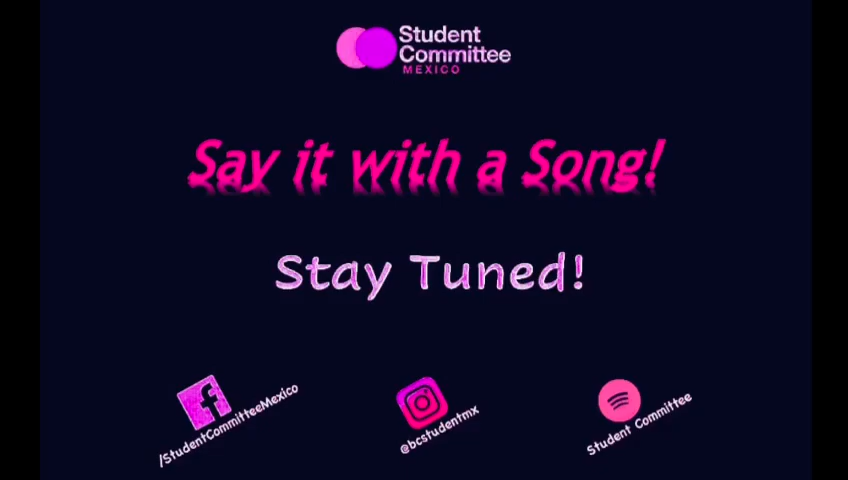 Student
Committee
MEXICO
Say it with a Song!
Stay Tuned!
/StudentCommitteeMexico
@bcstudentmx
Student Committee